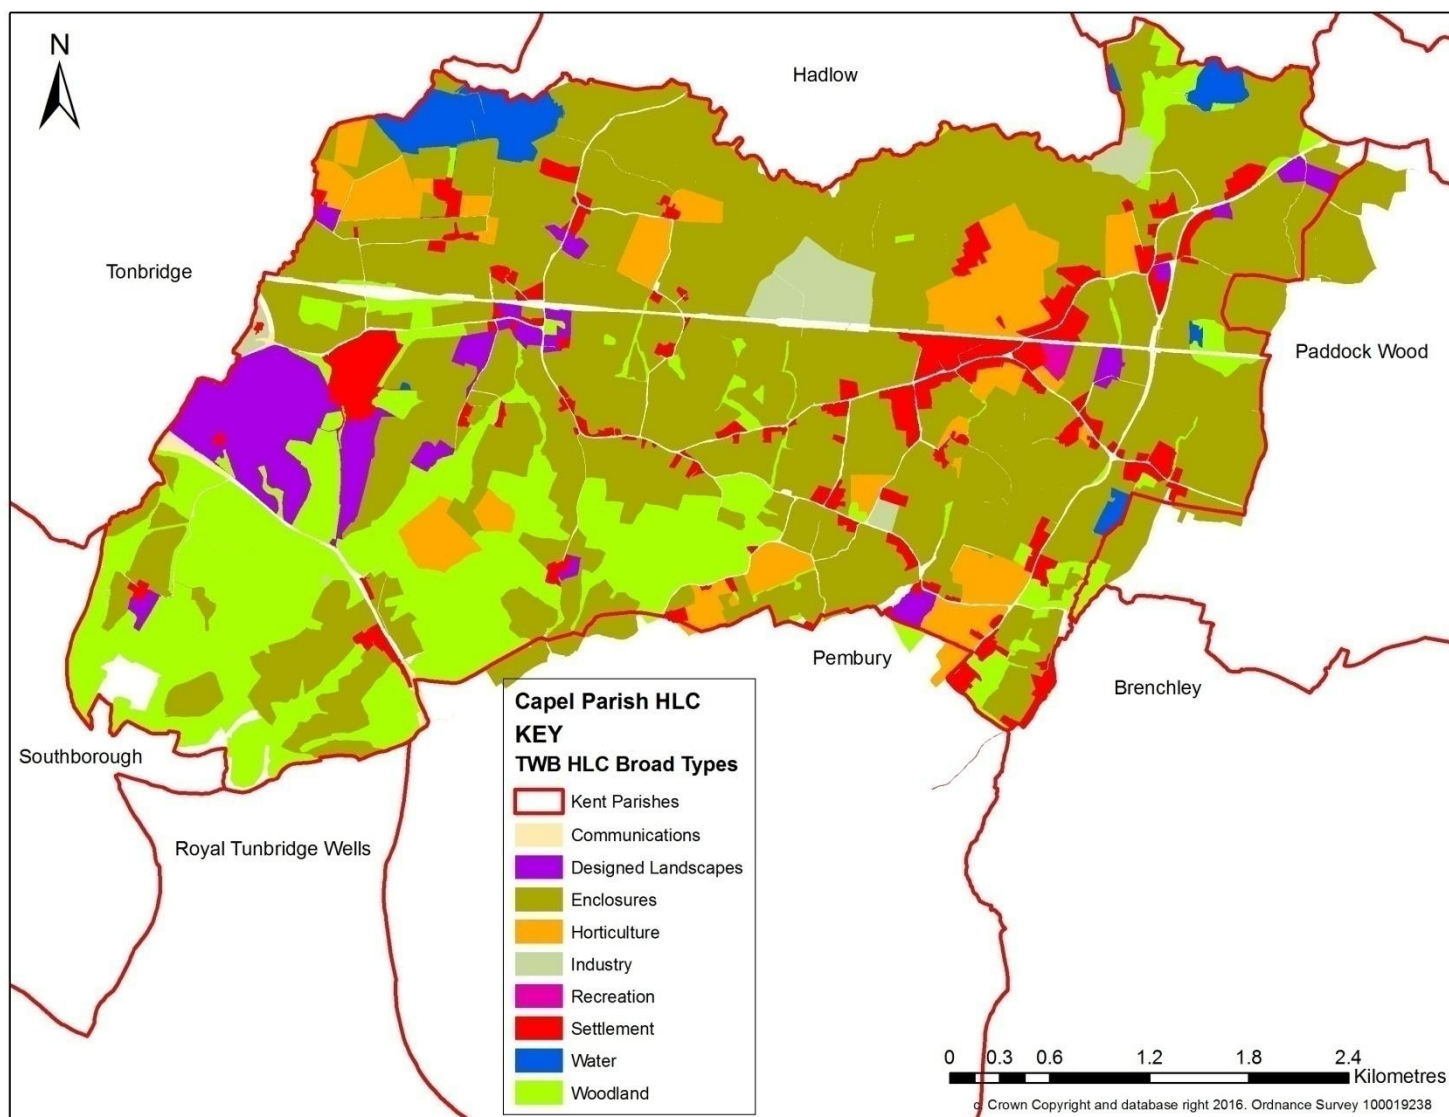 N
Hadlow
Tonbridge
Paddock Wood
Pembury
Brenchley
Southborough
Royal Tunbridge Wells
Capel Parish HLC
KEY
TWB HLC Broad Types
Kent Parishes
Communications
Designed Landscapes
Enclosures
Horticulture
Industry
Recreation
Settlement
Water
Woodland
0 0.3 0.6 1.2 1.8 2.4
Kilometres
Crown Copyright and database right 2016. Ordnance Survey 100019238